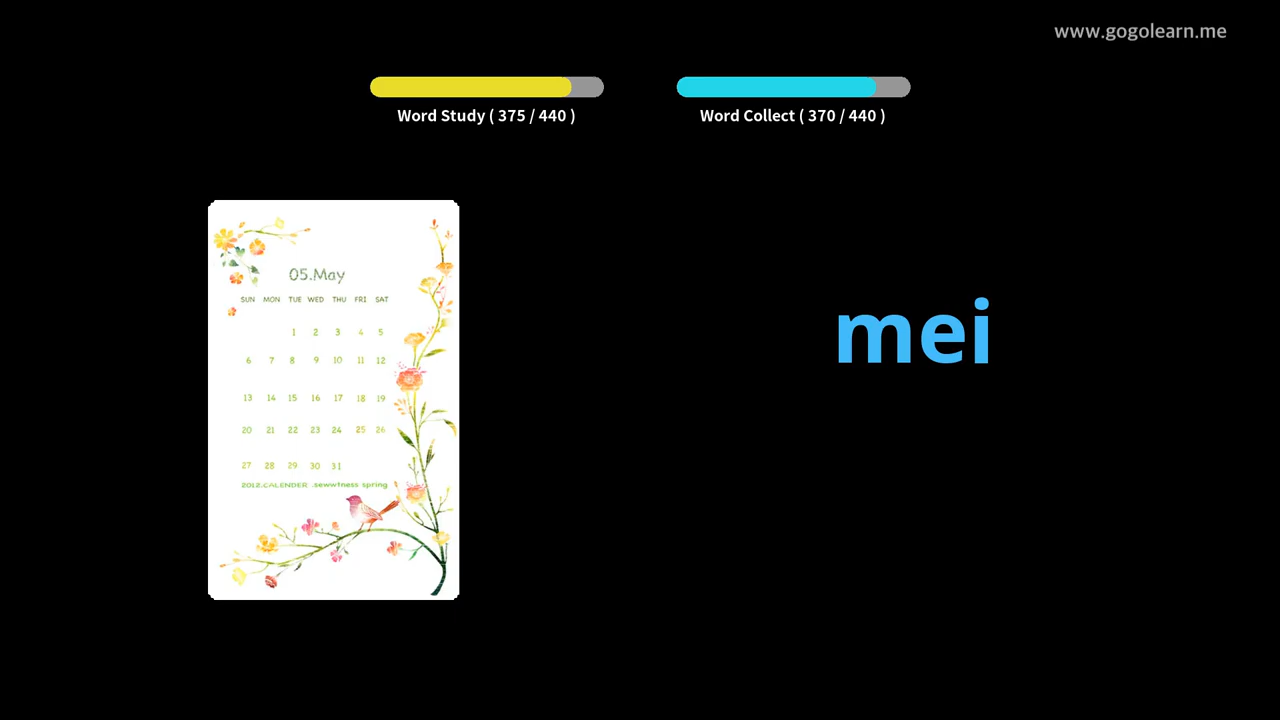 www.gogolearn.me
Word Study ( 375 / 440 )
Word Collect ( 370 / 440 )
05.May
SUN MON TUE WED THU FRI SAT
1 2 3 4 5
6 7 8 9 10 11 12
13 14 15 16 17 18 19
20 21 22 23 24 25 26
27 28 29 30 31
2012.CALENDER .sewwtness spring
mei